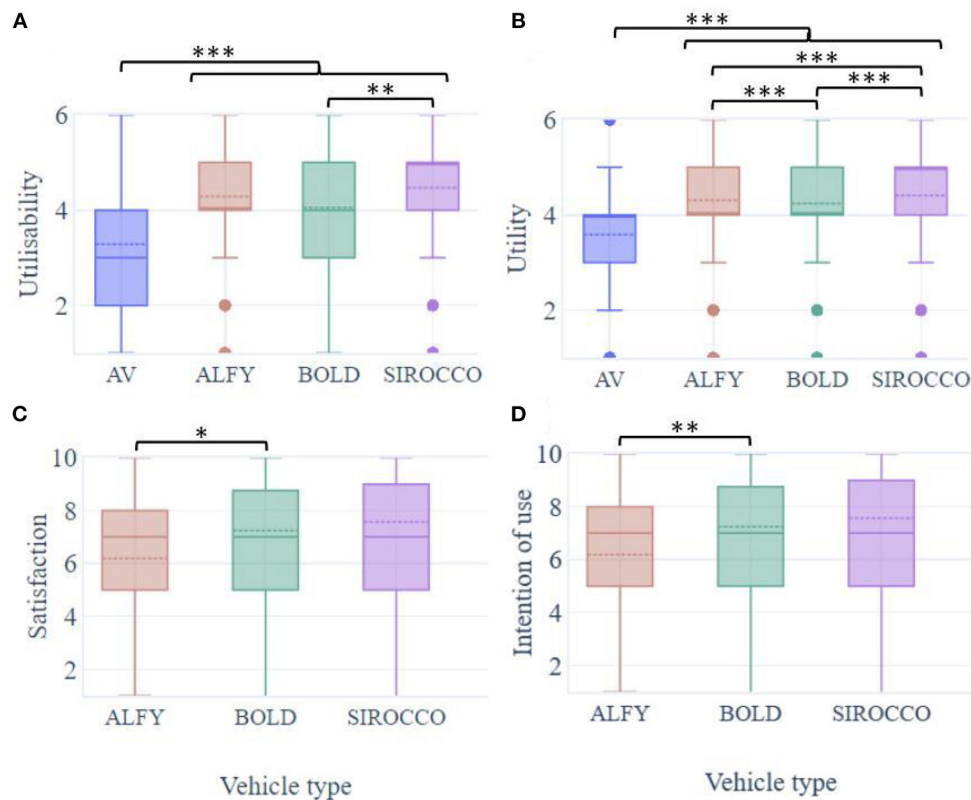 A
***
**
Utilisability
6
4
2
AV ALFY BOLD SIROCCO
B
***
***
*** ***
Utility
6
4
2
AV ALFY BOLD SIROCCO
C
*
Satisfaction
10
8
6
4
2
ALFY BOLD SIROCCO
Vehicle type
D
**
Intention of use
10
8
6
4
2
ALFY BOLD SIROCCO
Vehicle type